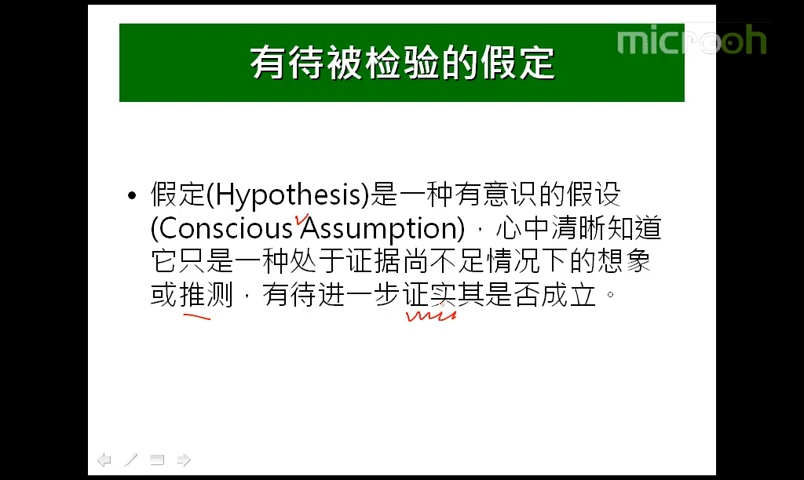 microoh
有待被检验的假定
• 假定(Hypothesis)是一种有意识的假设
(Conscious Assumption)，心中清晰知道
它只是一种处于证据尚不足情况下的想象
或推测，有待进一步证实其是否成立。